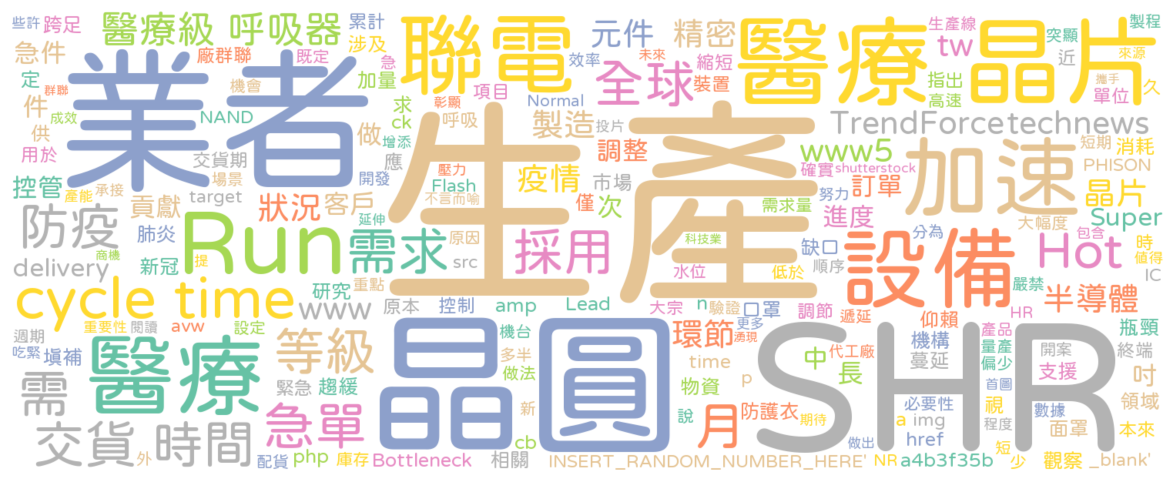 些許 跨足 醫療級 呼吸器 累計 元件 精密 生產線 突顯 製程
急件 廠群聯 既定 涉及 聯電 效率 未來 縮短 醫療 晶片 tw 近 來源
定 群聯 機會 加量 急 項目 全球 裝置 指出 攜手 單位 久
件 成效 NAND 業者 求 彰顯 Normal 高速
供 ck 呼吸 製造 投片 TrendForce technews
用於 交貨期 做 應 增添 調整 www5 短期 消耗
控管 產能 承接 場景 開發 壓力 Flash 疫情 市場 確實 shutterstock 加速 PHISON
貢獻 target 客戶 不言而喻 僅 次 需求量 努力 訂單 晶片
防疫 肺炎 狀況 延伸 生產 進度 大幅度 Super
商機 Run 需求 原因 採用 科技業 缺口 分為 設備 Hot 包含 時
delivery 新冠 提 src 水位 低於 順序 嚴禁 值得
研究 重點 IC
cycle time www 原本 控制 amp Lead 大宗 n 驗證 口罩 調節 遞延 仰賴 HR 半導體
週期 重要性 閱讀 avw 設定 機台 環節 更多 湧現 代工廠 機構 產品 瓶頸
吃緊 填補 等級 多半 time 中 長 蔓延 量產 開案 終端
醫療 緊急 趨緩 做法 晶圓 物資 p SHR 偏少 支援 吋
需 急單 新 說 月 防護衣 必要性 首圖 數據 領域
交貨 時間 期待 a img 視 程度 面罩 本來
外 配貨 php 庫存 Bottleneck cb 相關 INSERT_RANDOM_NUMBER_HERE' 做出 NR href a4b3f35b 短 少 觀察 _blank'